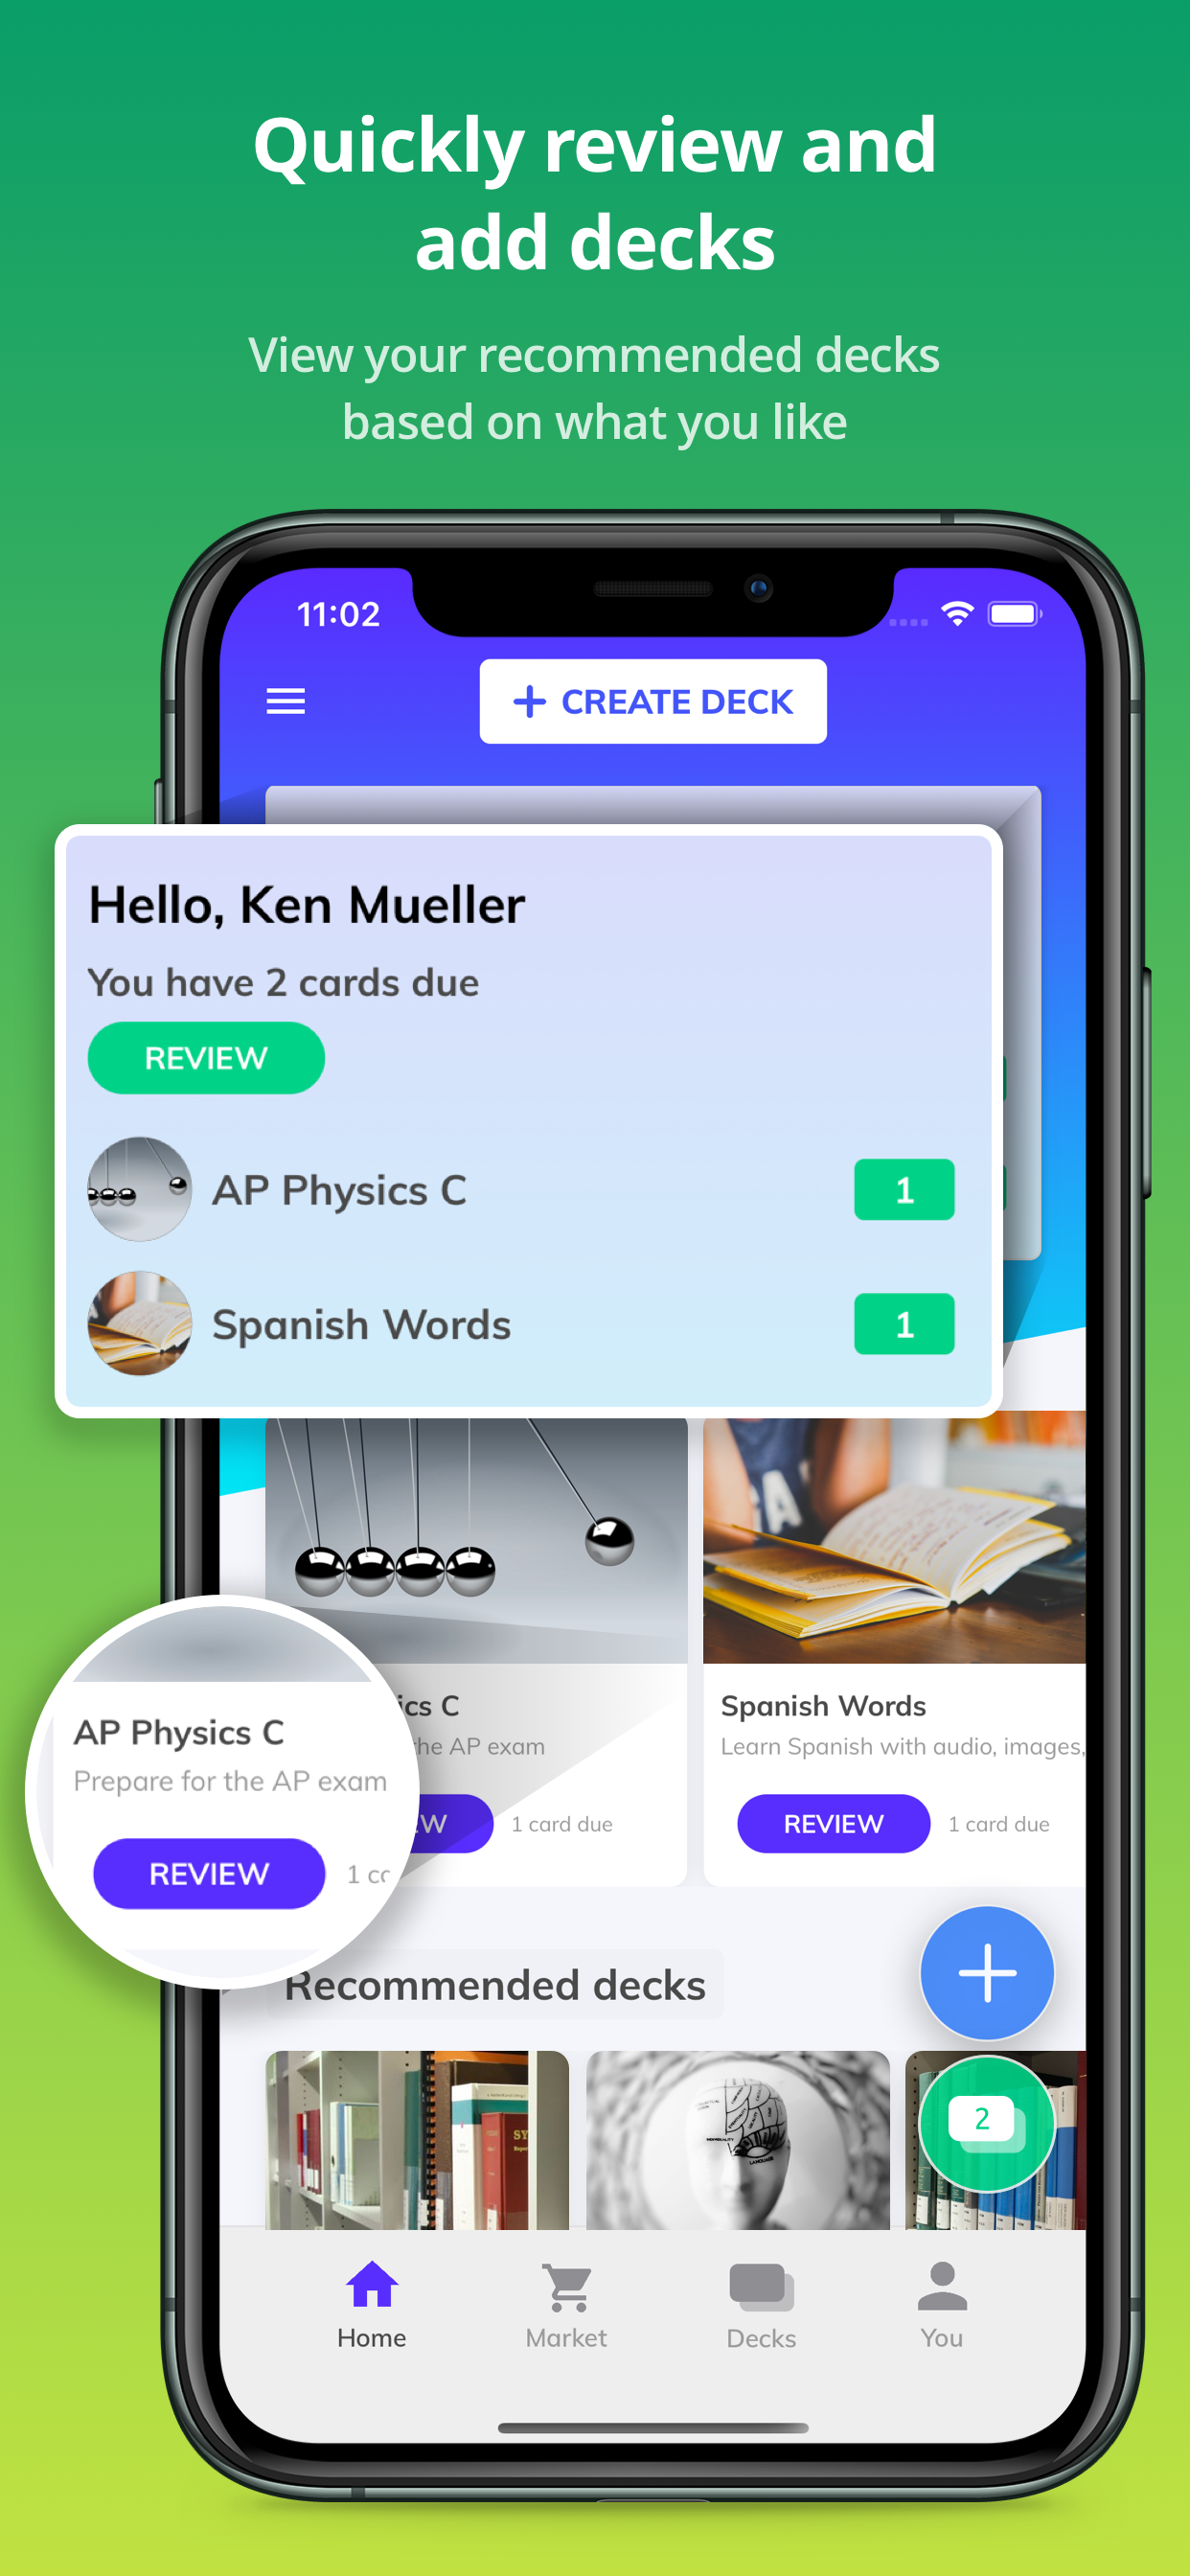 Quickly review and
add decks
View your recommended decks
based on what you like
11:02
+ CREATE DECK
Hello, Ken Mueller
You have 2 cards due
REVIEW
AP Physics C
1
Spanish Words
1
AP Physics C
Prepare for the AP exam
REVIEW
ics C
the AP exam
1 card due
Spanish Words
Learn Spanish with audio, images,
REVIEW
1 card due
Recommended decks
2
Home
Market
Decks
You